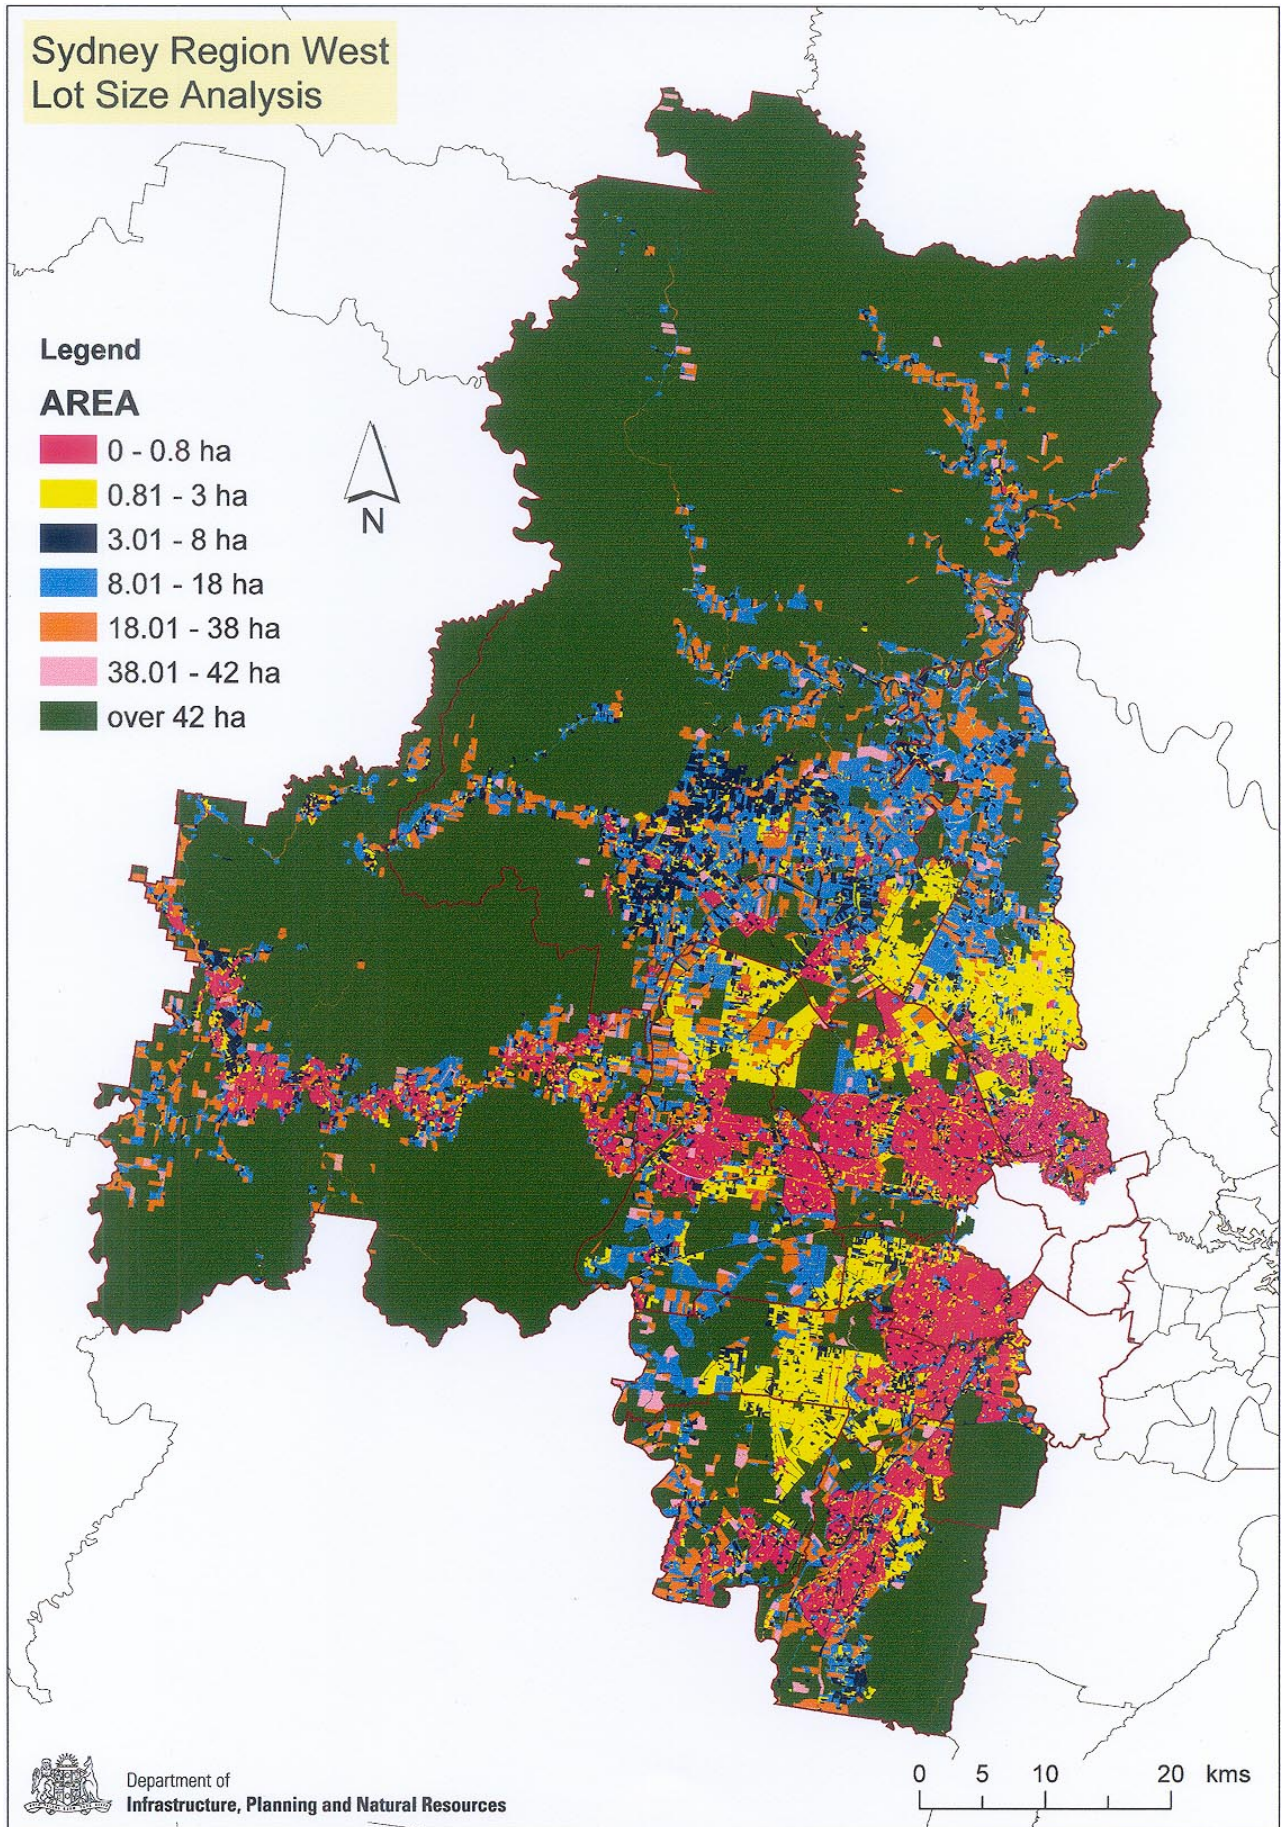 Sydney Region West
Lot Size Analysis
Legend
AREA
0 - 0.8 ha
0.81 - 3 ha
3.01 - 8 ha
8.01 - 18 ha
18.01 - 38 ha
38.01 - 42 ha
over 42 ha
N
Department of
Infrastructure, Planning and Natural Resources
0 5 10 20 kms